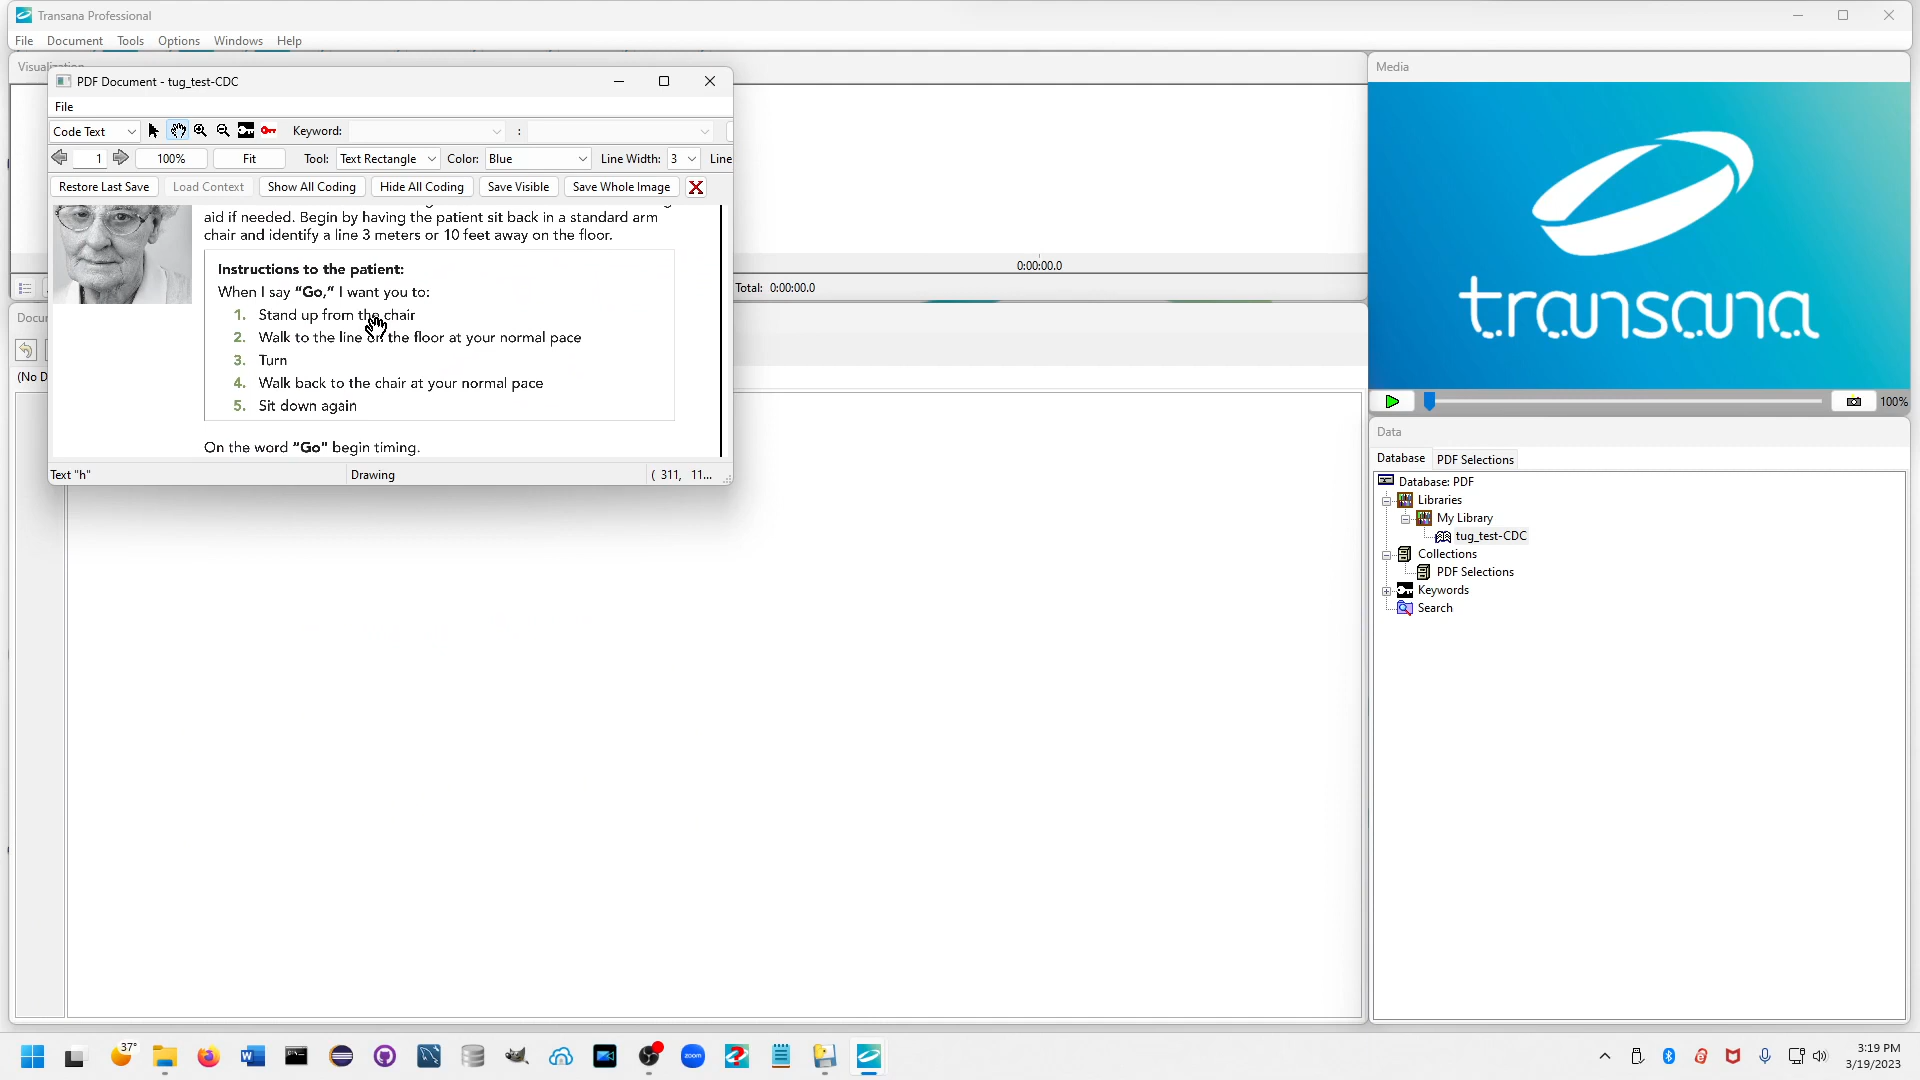 Transana Professional
File Document Tools Options Windows Help
PDF Document - tug_test-CDC
File
Code Text Keyword: :
1 100% Fit Tool: Text Rectangle Color: Blue Line Width: 3 Line
Restore Last Save Load Context Show All Coding Hide All Coding Save Visible Save Whole Image
aid if needed. Begin by having the patient sit back in a standard arm
chair and identify a line 3 meters or 10 feet away on the floor.
Instructions to the patient:
When I say “Go,” I want you to:
1. Stand up from the chair
2. Walk to the line on the floor at your normal pace
3. Turn
4. Walk back to the chair at your normal pace
5. Sit down again
On the word “Go” begin timing.
Text "h" Drawing ( 311, 11...
0:00:00.0
Total: 0:00:00.0
(No D
Media
transana
100%
Data
Database PDF Selections
Database: PDF
Libraries
My Library
tug_test-CDC
Collections
PDF Selections
Keywords
Search
37°
zoom
3:19 PM
3/19/2023